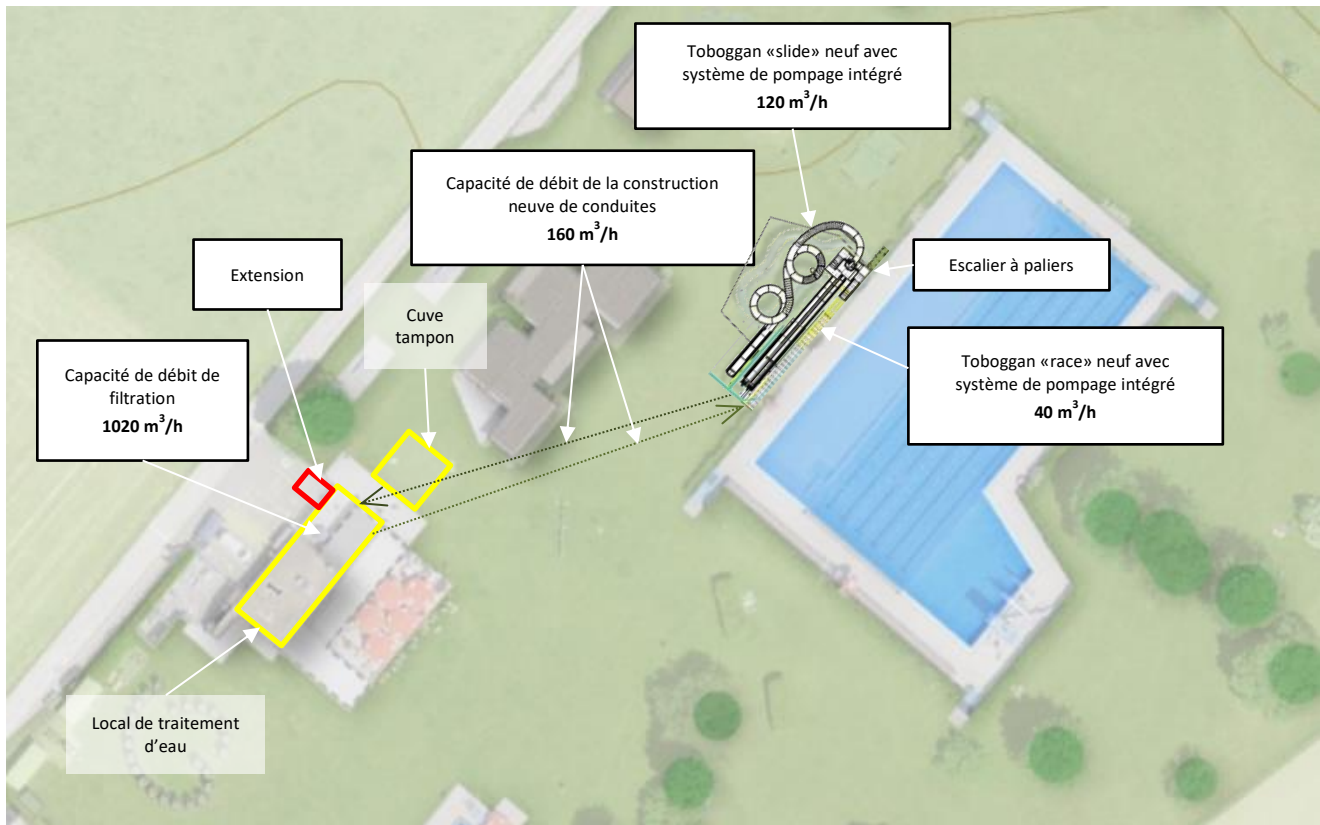 Toboggan «slide» neuf avec
système de pompage intégré
120 m³/h
Capacité de débit de la construction
neuve de conduites
160 m³/h
Extension
Escalier à paliers
Cuve
tampon
Toboggan «race» neuf avec
système de pompage intégré
40 m³/h
Capacité de débit de
filtration
1020 m³/h
Local de traitement
d’eau